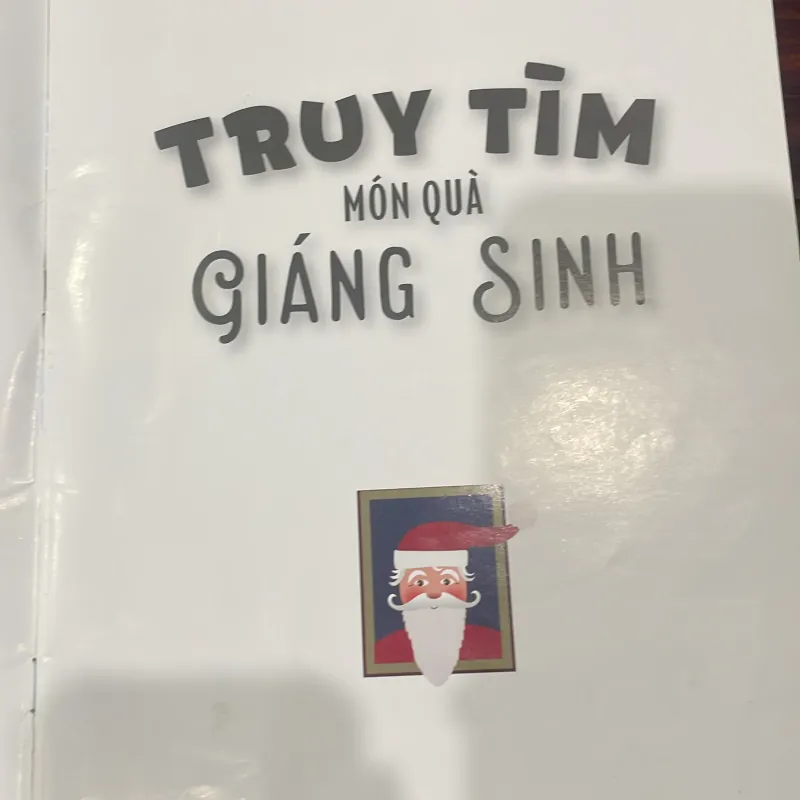 TRUY TÌM
MÓN QUÀ
GIÁNG SINH